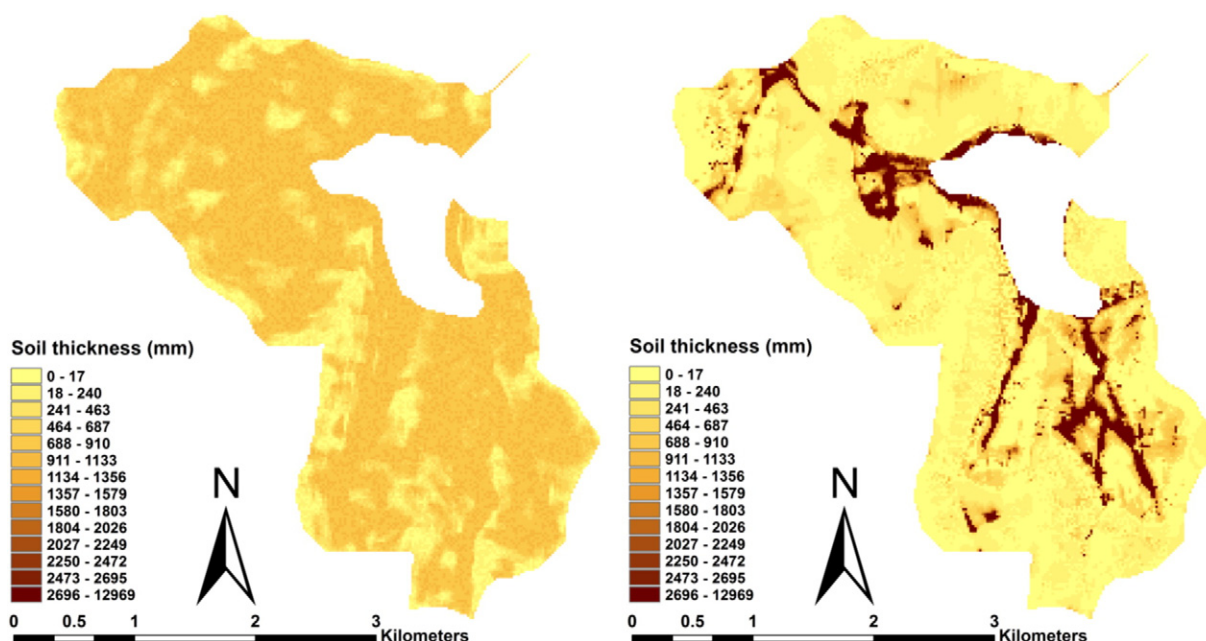 Soil thickness (mm)
0 - 17
18 - 240
241 - 463
464 - 687
688 - 910
911 - 1133
1134 - 1356
1357 - 1579
1580 - 1803
1804 - 2026
2027 - 2249
2250 - 2472
2473 - 2695
2696 - 12969
N
0 0.5 1 2 3
Kilometers
Soil thickness (mm)
0 - 17
18 - 240
241 - 463
464 - 687
688 - 910
911 - 1133
1134 - 1356
1357 - 1579
1580 - 1803
1804 - 2026
2027 - 2249
2250 - 2472
2473 - 2695
2696 - 12969
N
0 0.5 1 2 3
Kilometers